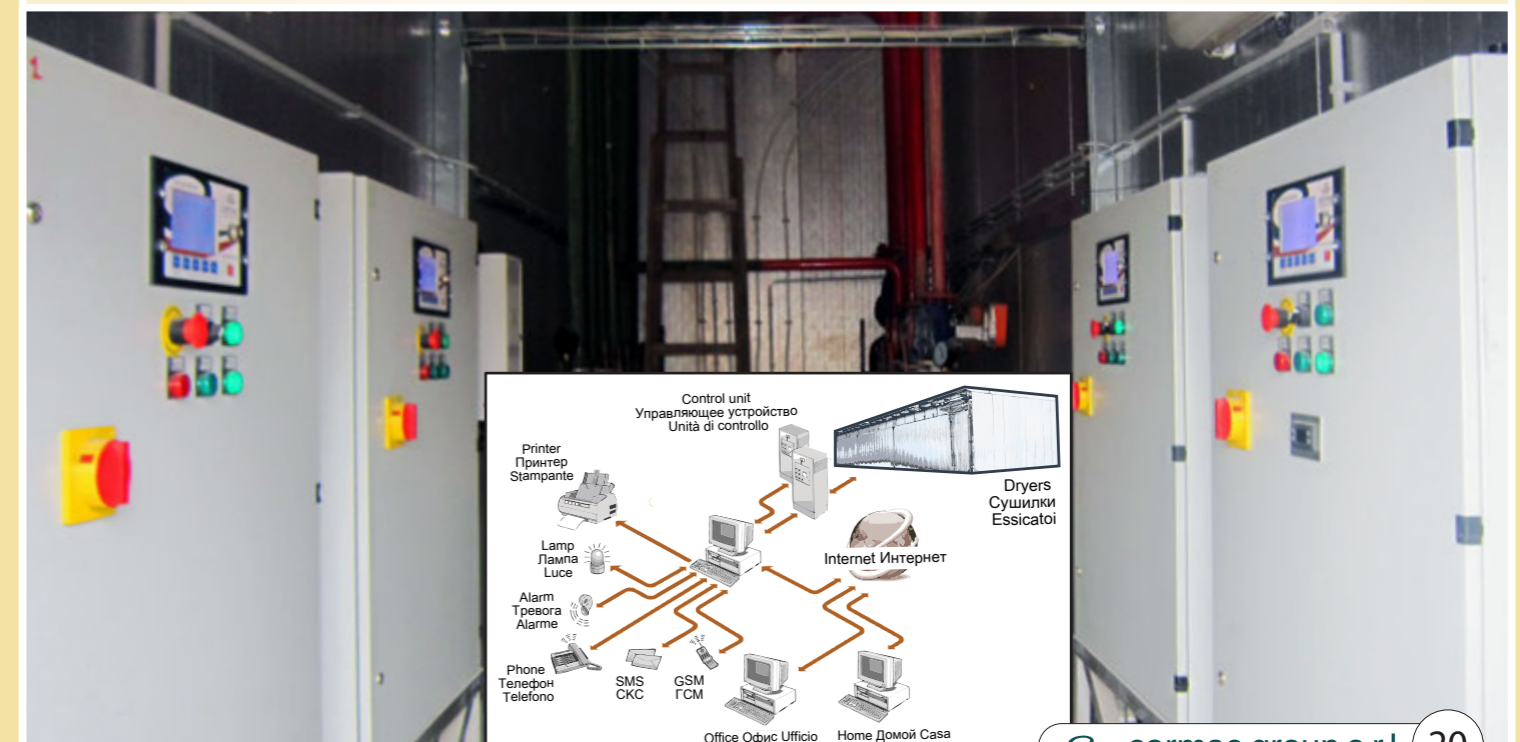 1
Control unit
Управляющее устройство
Unità di controllo
Printer
Принтер
Stampante
Dryers
Сушилки
Essicatoi
Lamp
Лампа
Luce
Internet Интернет
Alarm
Тревога
Alarme
Phone
Телефон
Telefono
SMS
СКС
GSM
ГСМ
Office Офис Ufficio
Home Домой Casa
20